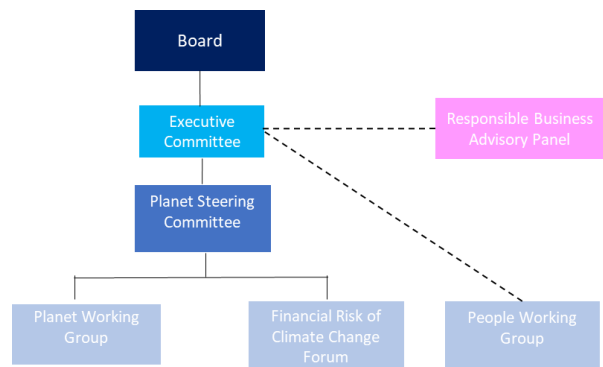 Board
Executive
Committee
Responsible Business
Advisory Panel
Planet Steering
Committee
Planet Working
Group
Financial Risk of
Climate Change
Forum
People Working
Group